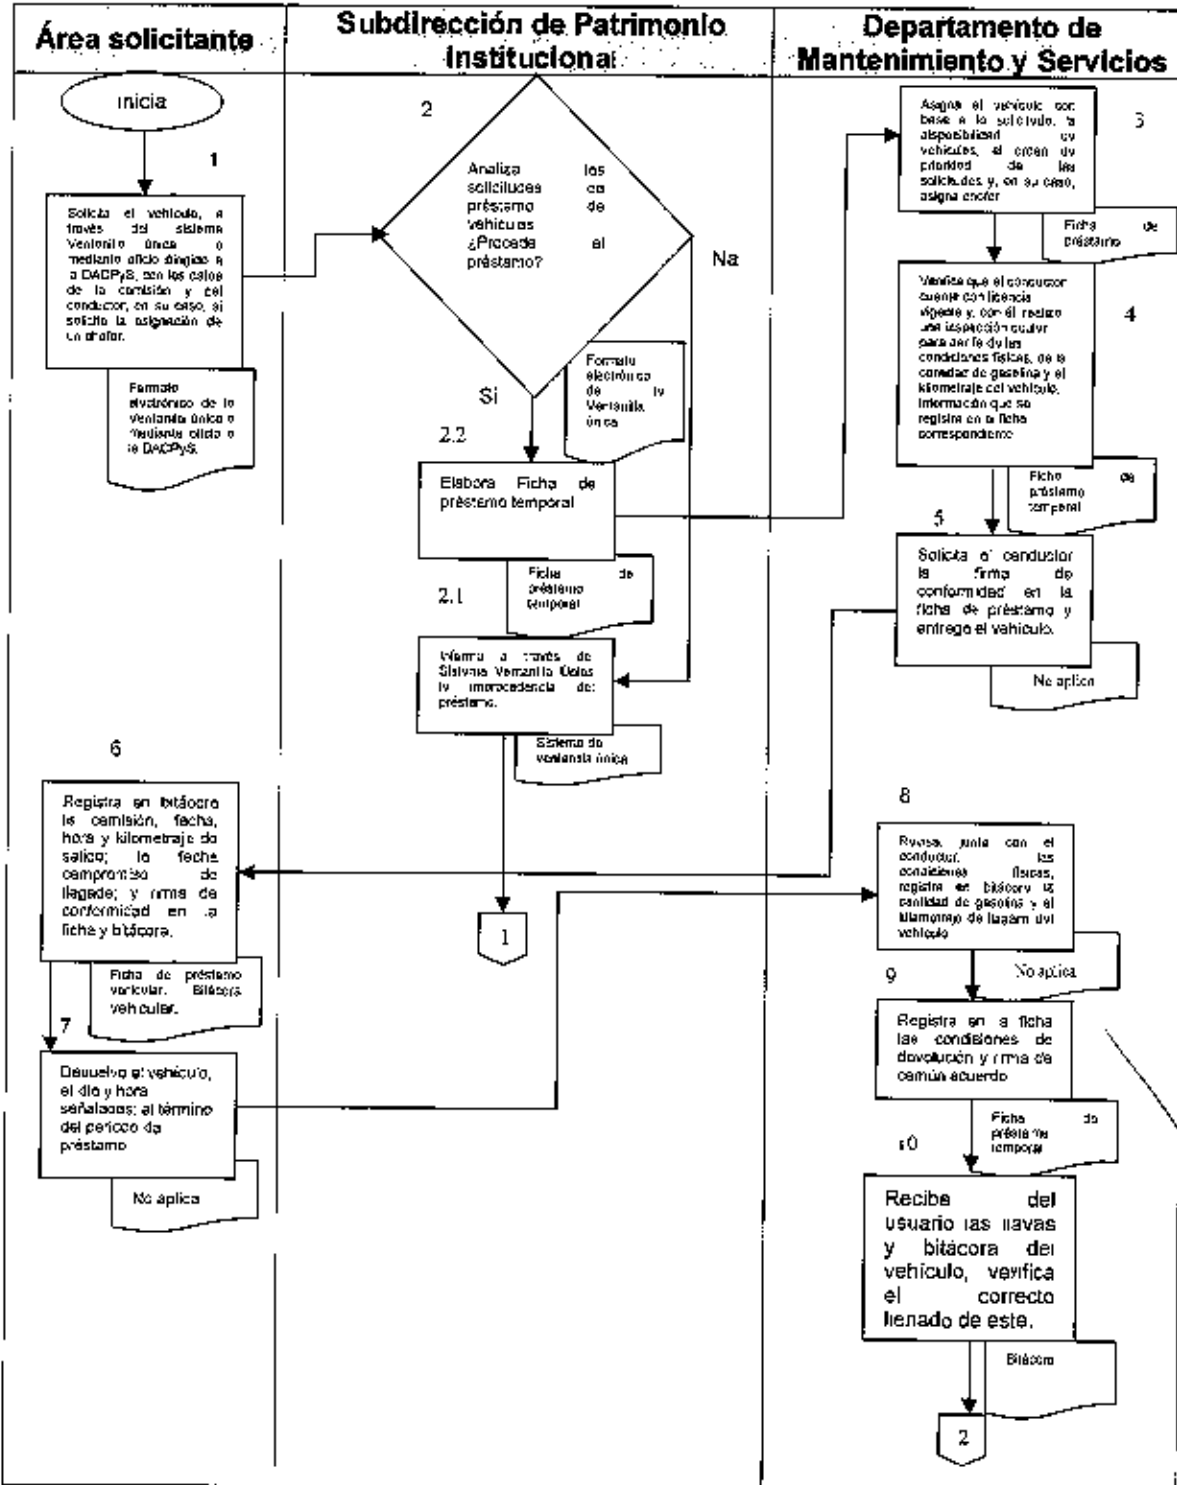 Área solicitante
Subdirección de Patrimonio
Institucional
Departamento de
Mantenimiento y Servicios
inicia
1
Solicita el vehículo, a
través del sistema
Ventanilla única o
mediante oficio dirigido a
la DACPyS, con los datos
de la comisión y del
conductor, en su caso, si
solicita la asignación de
un chofer.
Formato
electrónico de la
Ventanilla única o
mediante oficio a
la DACPyS
2
Analiza las
solicitudes de
préstamo de
vehículos
¿Procede el
préstamo?
No
Si
Formato
electrónico
de la
Ventanilla
única
2.2
Elabora Ficha de
préstamo temporal
Ficha de
préstamo
temporal
2.1
Informa a través de
Sistema Ventanilla Única
la improcedencia del
préstamo.
Sistema de
ventanilla única
1
3
Asigna el vehículo con
base a lo solicitado, la
disponibilidad de
vehículos, el orden de
prioridad de las
solicitudes y, en su caso,
asigna chofer
Ficha de
préstamo
4
Verifica que el conductor
cuente con licencia
vigente y, con él realiza
una inspección ocular
para dar fe de las
condiciones físicas, de la
cantidad de gasolina y el
kilometraje del vehículo,
información que se
registra en la ficha
correspondiente
Ficha de
préstamo
temporal
5
Solicita al conductor
la firma de
conformidad en la
ficha de préstamo y
entrega el vehículo.
No aplica
6
Registra en bitácora
la comisión, fecha,
hora y kilometraje de
salida; la fecha
compromiso de
llegada; y firma de
conformidad en la
ficha y bitácora.
Ficha de préstamo
vehicular. Bitácora
vehicular.
7
Devuelve el vehículo,
el día y hora
señalados; al término
del periodo de
préstamo
No aplica
8
Revisa, junto con el
conductor, las
condiciones físicas,
registra en bitácora la
cantidad de gasolina y el
kilometraje de llegada del
vehículo
No aplica
9
Registra en la ficha
las condiciones de
devolución y firma de
común acuerdo
Ficha de
préstamo
temporal
10
Recibe del
usuario las llaves
y bitácora del
vehículo, verifica
el correcto
llenado de este.
Bitácora
2